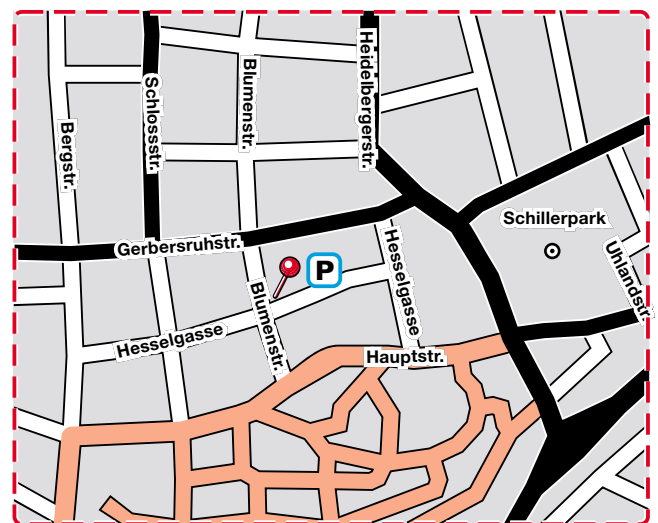 Heidelbergerstr.
Blumenstr.
Schlossstr.
Bergstr.
Schillerpark
Gerbersruhstr.
Hesselgasse
Uhlandstr.
P
Blumenstr.
Hesselgasse
Hauptstr.